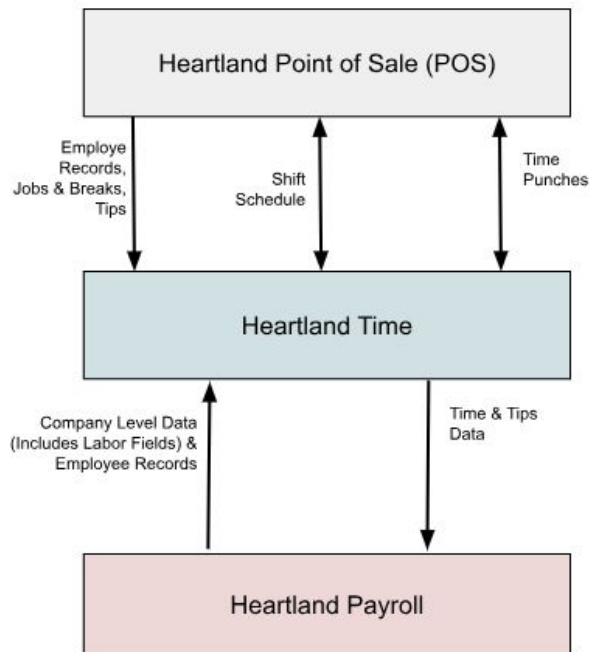 Heartland Point of Sale (POS)
Employe
Records,
Jobs & Breaks,
Tips
Shift
Schedule
Time
Punches
Heartland Time
Company Level Data
(Includes Labor Fields) &
Employee Records
Time & Tips
Data
Heartland Payroll